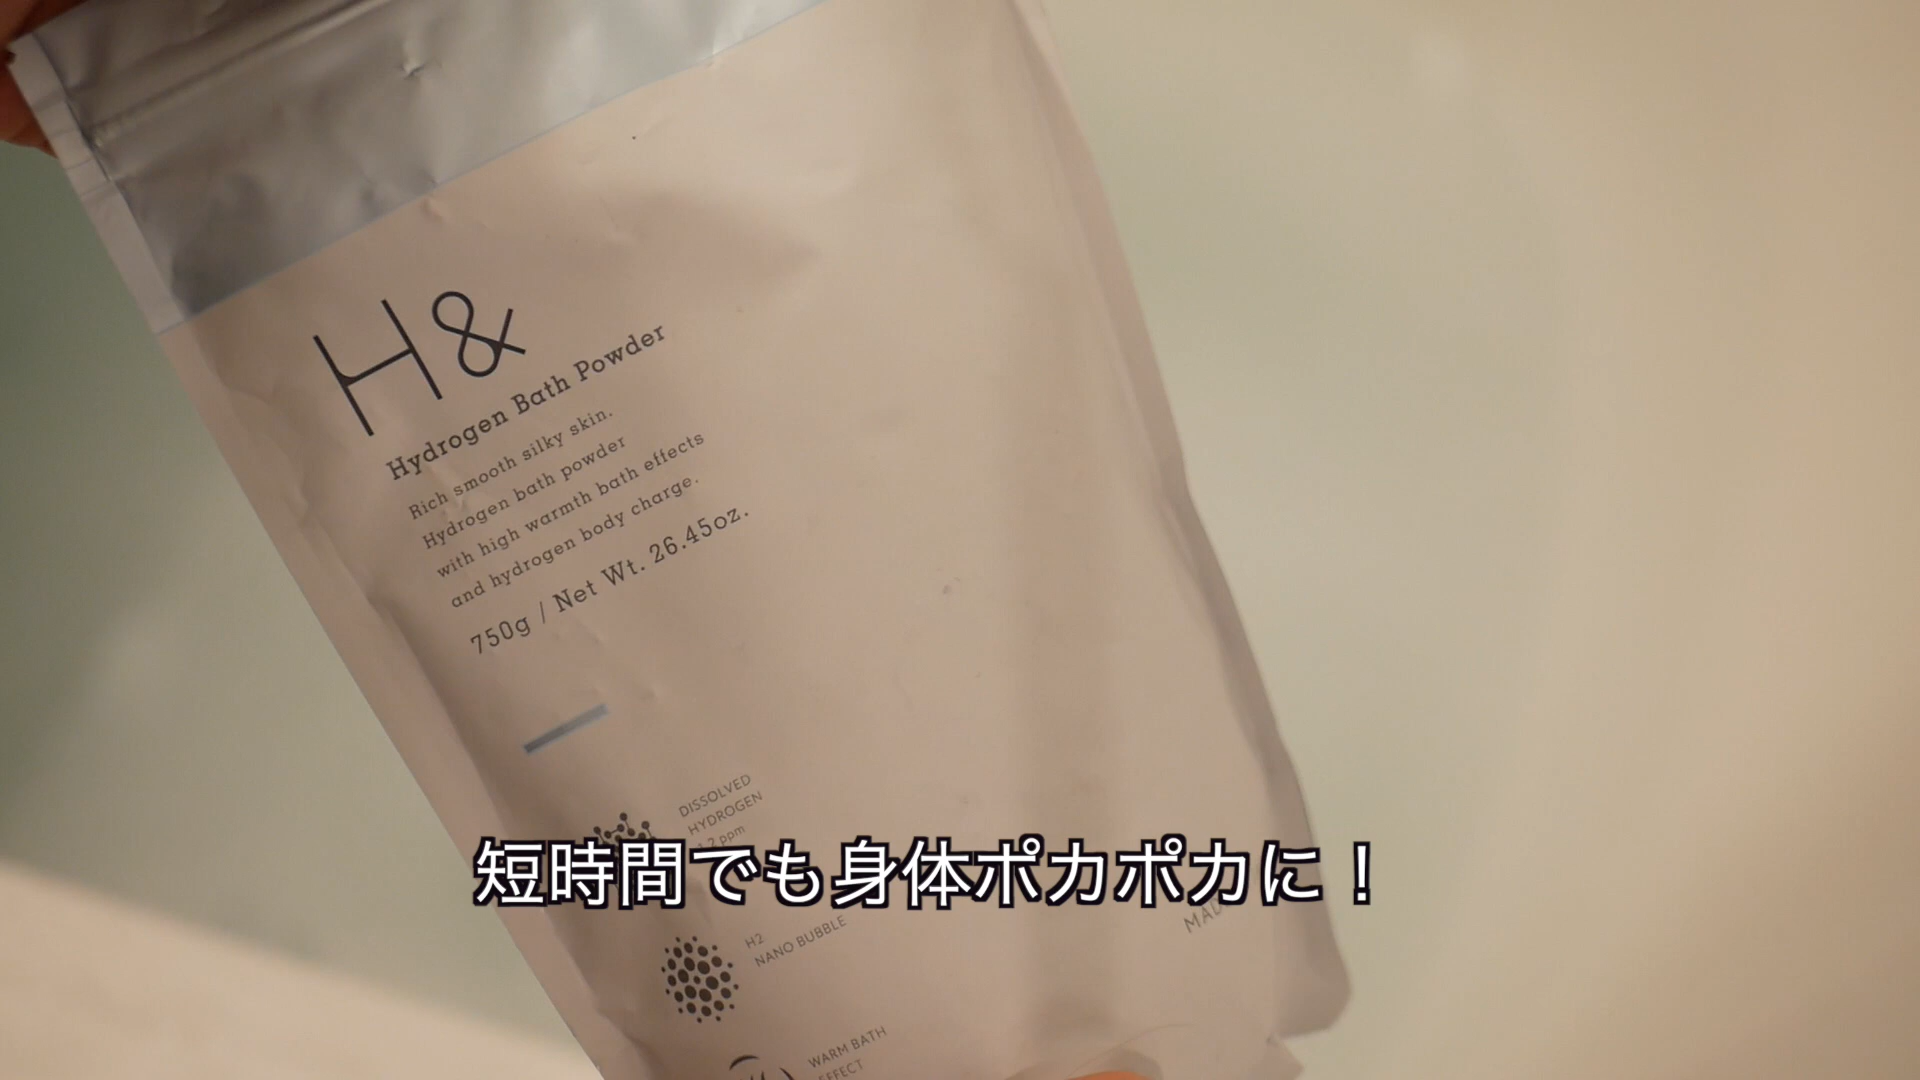 H&
Hydrogen Bath Powder
Rich smooth silky skin.
Hydrogen bath powder
with high warmth bath effects
and hydrogen body charge.
750g / Net Wt. 26.45oz.
DISSOLVED
HYDROGEN
ppm
短時間でも身体ポカポカに！
H2
NANO BUBBLE
WARM BATH
EFFECT